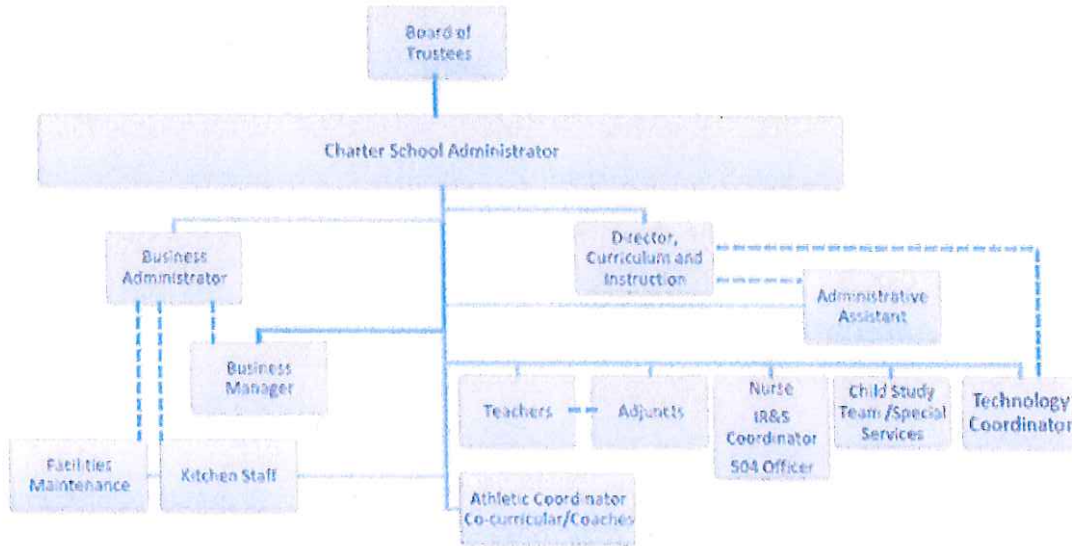 Board of
Trustees
Charter School Administrator
Business
Administrator
Director,
Curriculum and
Instruction
Administrative
Assistant
Business
Manager
Teachers
Adjuncts
Nurse
IR&S
Coordinator
504 Officer
Child Study
Team/Special
Services
Technology
Coordinator
Facilities
Maintenance
Kitchen Staff
Athletic Coordinator
Co-curricular/Coaches